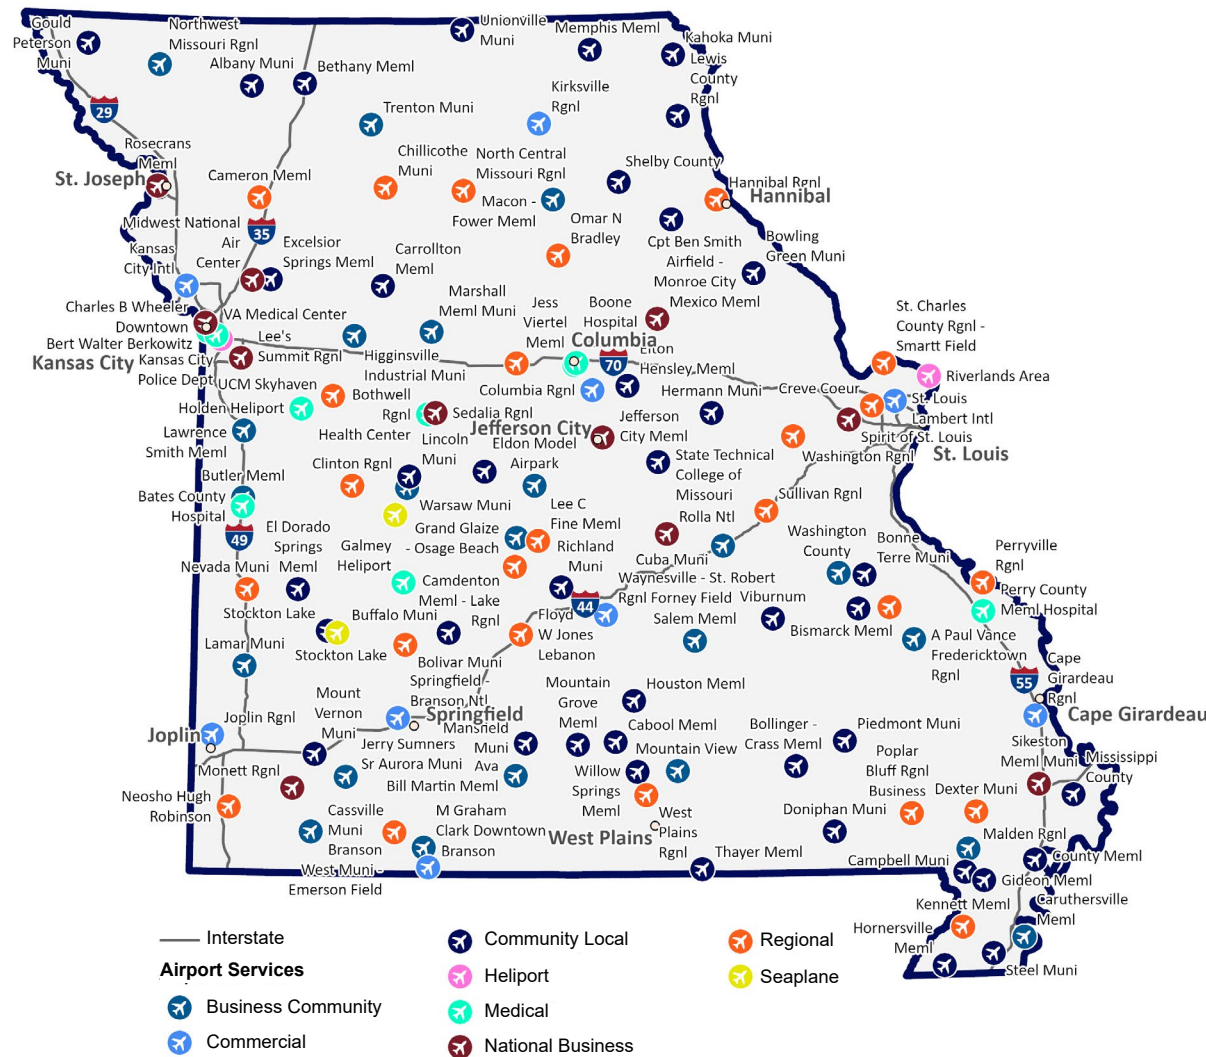 Gould
Peterson
Muni
Northwest
Missouri Rgnl
Albany Muni
Bethany Meml
Unionville
Muni
Memphis Meml
Kahoka Muni
Lewis
County
Rgnl
29
Trenton Muni
Kirksville
Rgnl
Rosecrans
Meml
St. Joseph
Cameron Meml
Chillicothe
Muni
North Central
Missouri Rgnl
Macon -
Fower Meml
Shelby County
Hannibal Rgnl
Hannibal
Midwest National
Air
Center
35
Kansas
City Intl
Excelsior
Springs Meml
Carrollton
Meml
Omar N
Bradley
Cpt Ben Smith
Airfield -
Monroe City
Bowling
Green Muni
Mexico Meml
Charles B Wheeler
Downtown
VA Medical Center
Bert Walter Berkowitz
Kansas City
Kansas City
Police Dept
Lee's
Summit Rgnl
Marshall
Meml Muni
Higginsville
Industrial Muni
Jess
Viertel
Meml
Boone
Hospital
Columbia
70
Elton
Hensley Meml
Columbia Rgnl
St. Charles
County Rgnl -
Smartt Field
Riverlands Area
Creve Coeur
St. Louis
Lambert Intl
Spirit of St. Louis
St. Louis
Hermann Muni
Washington Rgnl
UCM Skyhaven
Holden Heliport
Bothwell
Rgnl
Health Center
Sedalia Rgnl
Lincoln
Muni
Jefferson City
Jefferson
City Meml
Eldon Model
Airpark
Lawrence
Smith Meml
Clinton Rgnl
Butler Meml
Bates County
Hospital
Warsaw Muni
State Technical
College of
Missouri
Rolla Ntl
Sullivan Rgnl
49
El Dorado
Springs
Meml
Nevada Muni
Galmey
Heliport
Grand Glaize
- Osage Beach
Lee C
Fine Meml
Richland
Muni
Cuba Muni
Washington
County
Bonne
Terre Muni
Perryville
Rgnl
Perry County
Meml Hospital
Stockton Lake
Stockton Lake
Buffalo Muni
Camdenton
Meml - Lake
Rgnl
44
Waynesville - St. Robert
Rgnl Forney Field
Floyd
W Jones
Lebanon
Viburnum
Salem Meml
Bismarck Meml
A Paul Vance
Fredericktown
Rgnl
55
Cape
Girardeau
Rgnl
Cape Girardeau
Lamar Muni
Bolivar Muni
Springfield -
Branson Ntl
Springfield
Mount
Vernon
Muni
Joplin Rgnl
Joplin
Monett Rgnl
Jerry Sumners
Sr Aurora Muni
Mansfield
Muni
Ava
Bill Martin Meml
Mountain
Grove
Meml
Houston Meml
Cabool Meml
Mountain View
Willow
Springs
Meml
Bollinger -
Crass Meml
Piedmont Muni
Poplar
Bluff Rgnl
Business
Sikeston
Meml Muni
Mississippi
County
Dexter Muni
Neosho Hugh
Robinson
Cassville
Muni
Branson
West Muni -
Emerson Field
M Graham
Clark Downtown
Branson
West Plains
West
Plains
Rgnl
Thayer Meml
Doniphan Muni
Malden Rgnl
Campbell Muni
County Meml
Gideon Meml
Kennett Meml
Caruthersville
Meml
Hornersville
Meml
Steel Muni
Interstate
Airport Services
Business Community
Commercial
Community Local
Heliport
Medical
National Business
Regional
Seaplane